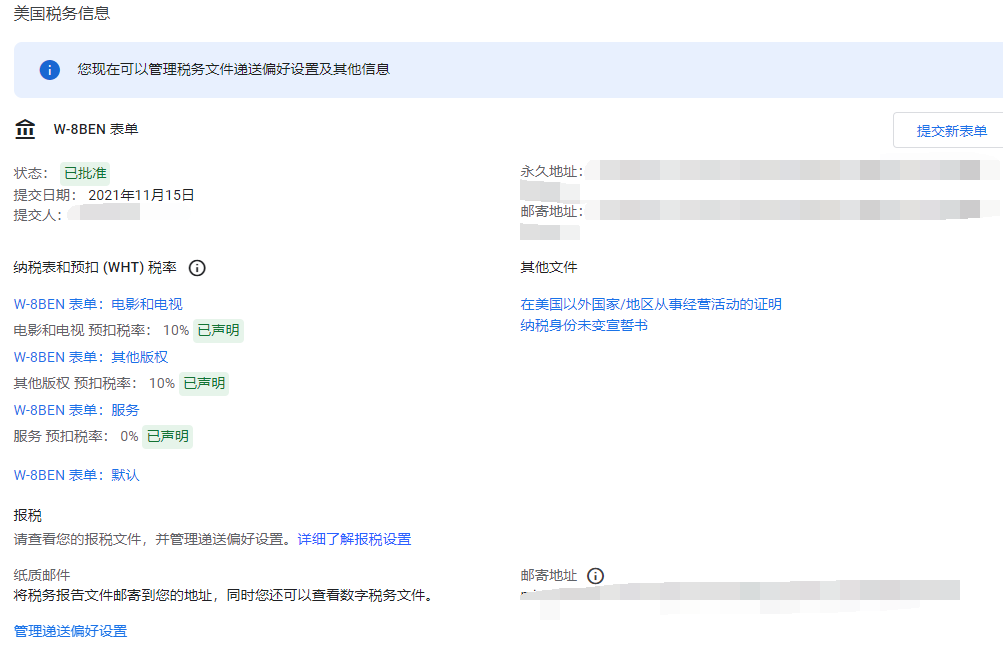 美国税务信息
您现在可以管理税务文件递送偏好设置及其他信息
W-8BEN 表单
提交新表单
状态： 已批准
提交日期： 2021年11月15日
提交人：
永久地址：
邮寄地址：
纳税表和预扣 (WHT) 税率
W-8BEN 表单：电影和电视
电影和电视 预扣税率： 10% 已声明
W-8BEN 表单：其他版权
其他版权 预扣税率： 10% 已声明
W-8BEN 表单：服务
服务 预扣税率： 0% 已声明
W-8BEN 表单：默认
其他文件
在美国以外国家/地区从事经营活动的证明
纳税身份未变宣誓书
报税
请查看您的报税文件，并管理递送偏好设置。详细了解报税设置
纸质邮件
将税务报告文件邮寄到您的地址，同时您还可以查看数字税务文件。
邮寄地址
管理递送偏好设置